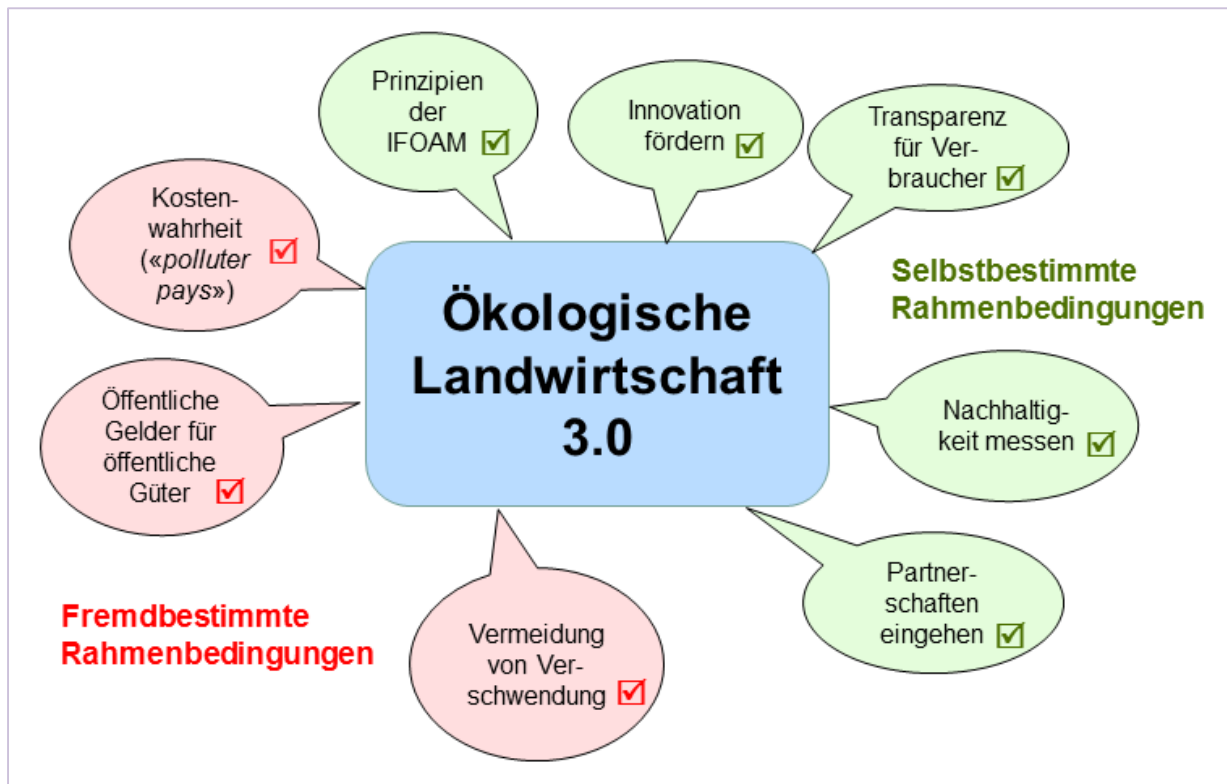 Prinzipien
der
IFOAM
Innovation
fördern
Transparenz
für Ver-
braucher
Kosten-
wahrheit
(«polluter
pays»)
Ökologische
Landwirtschaft
3.0
Selbstbestimmte
Rahmenbedingungen
Öffentliche
Gelder für
öffentliche
Güter
Nachhaltig-
keit messen
Fremdbestimmte
Rahmenbedingungen
Vermeidung
von Ver-
schwendung
Partner-
schaften
eingehen